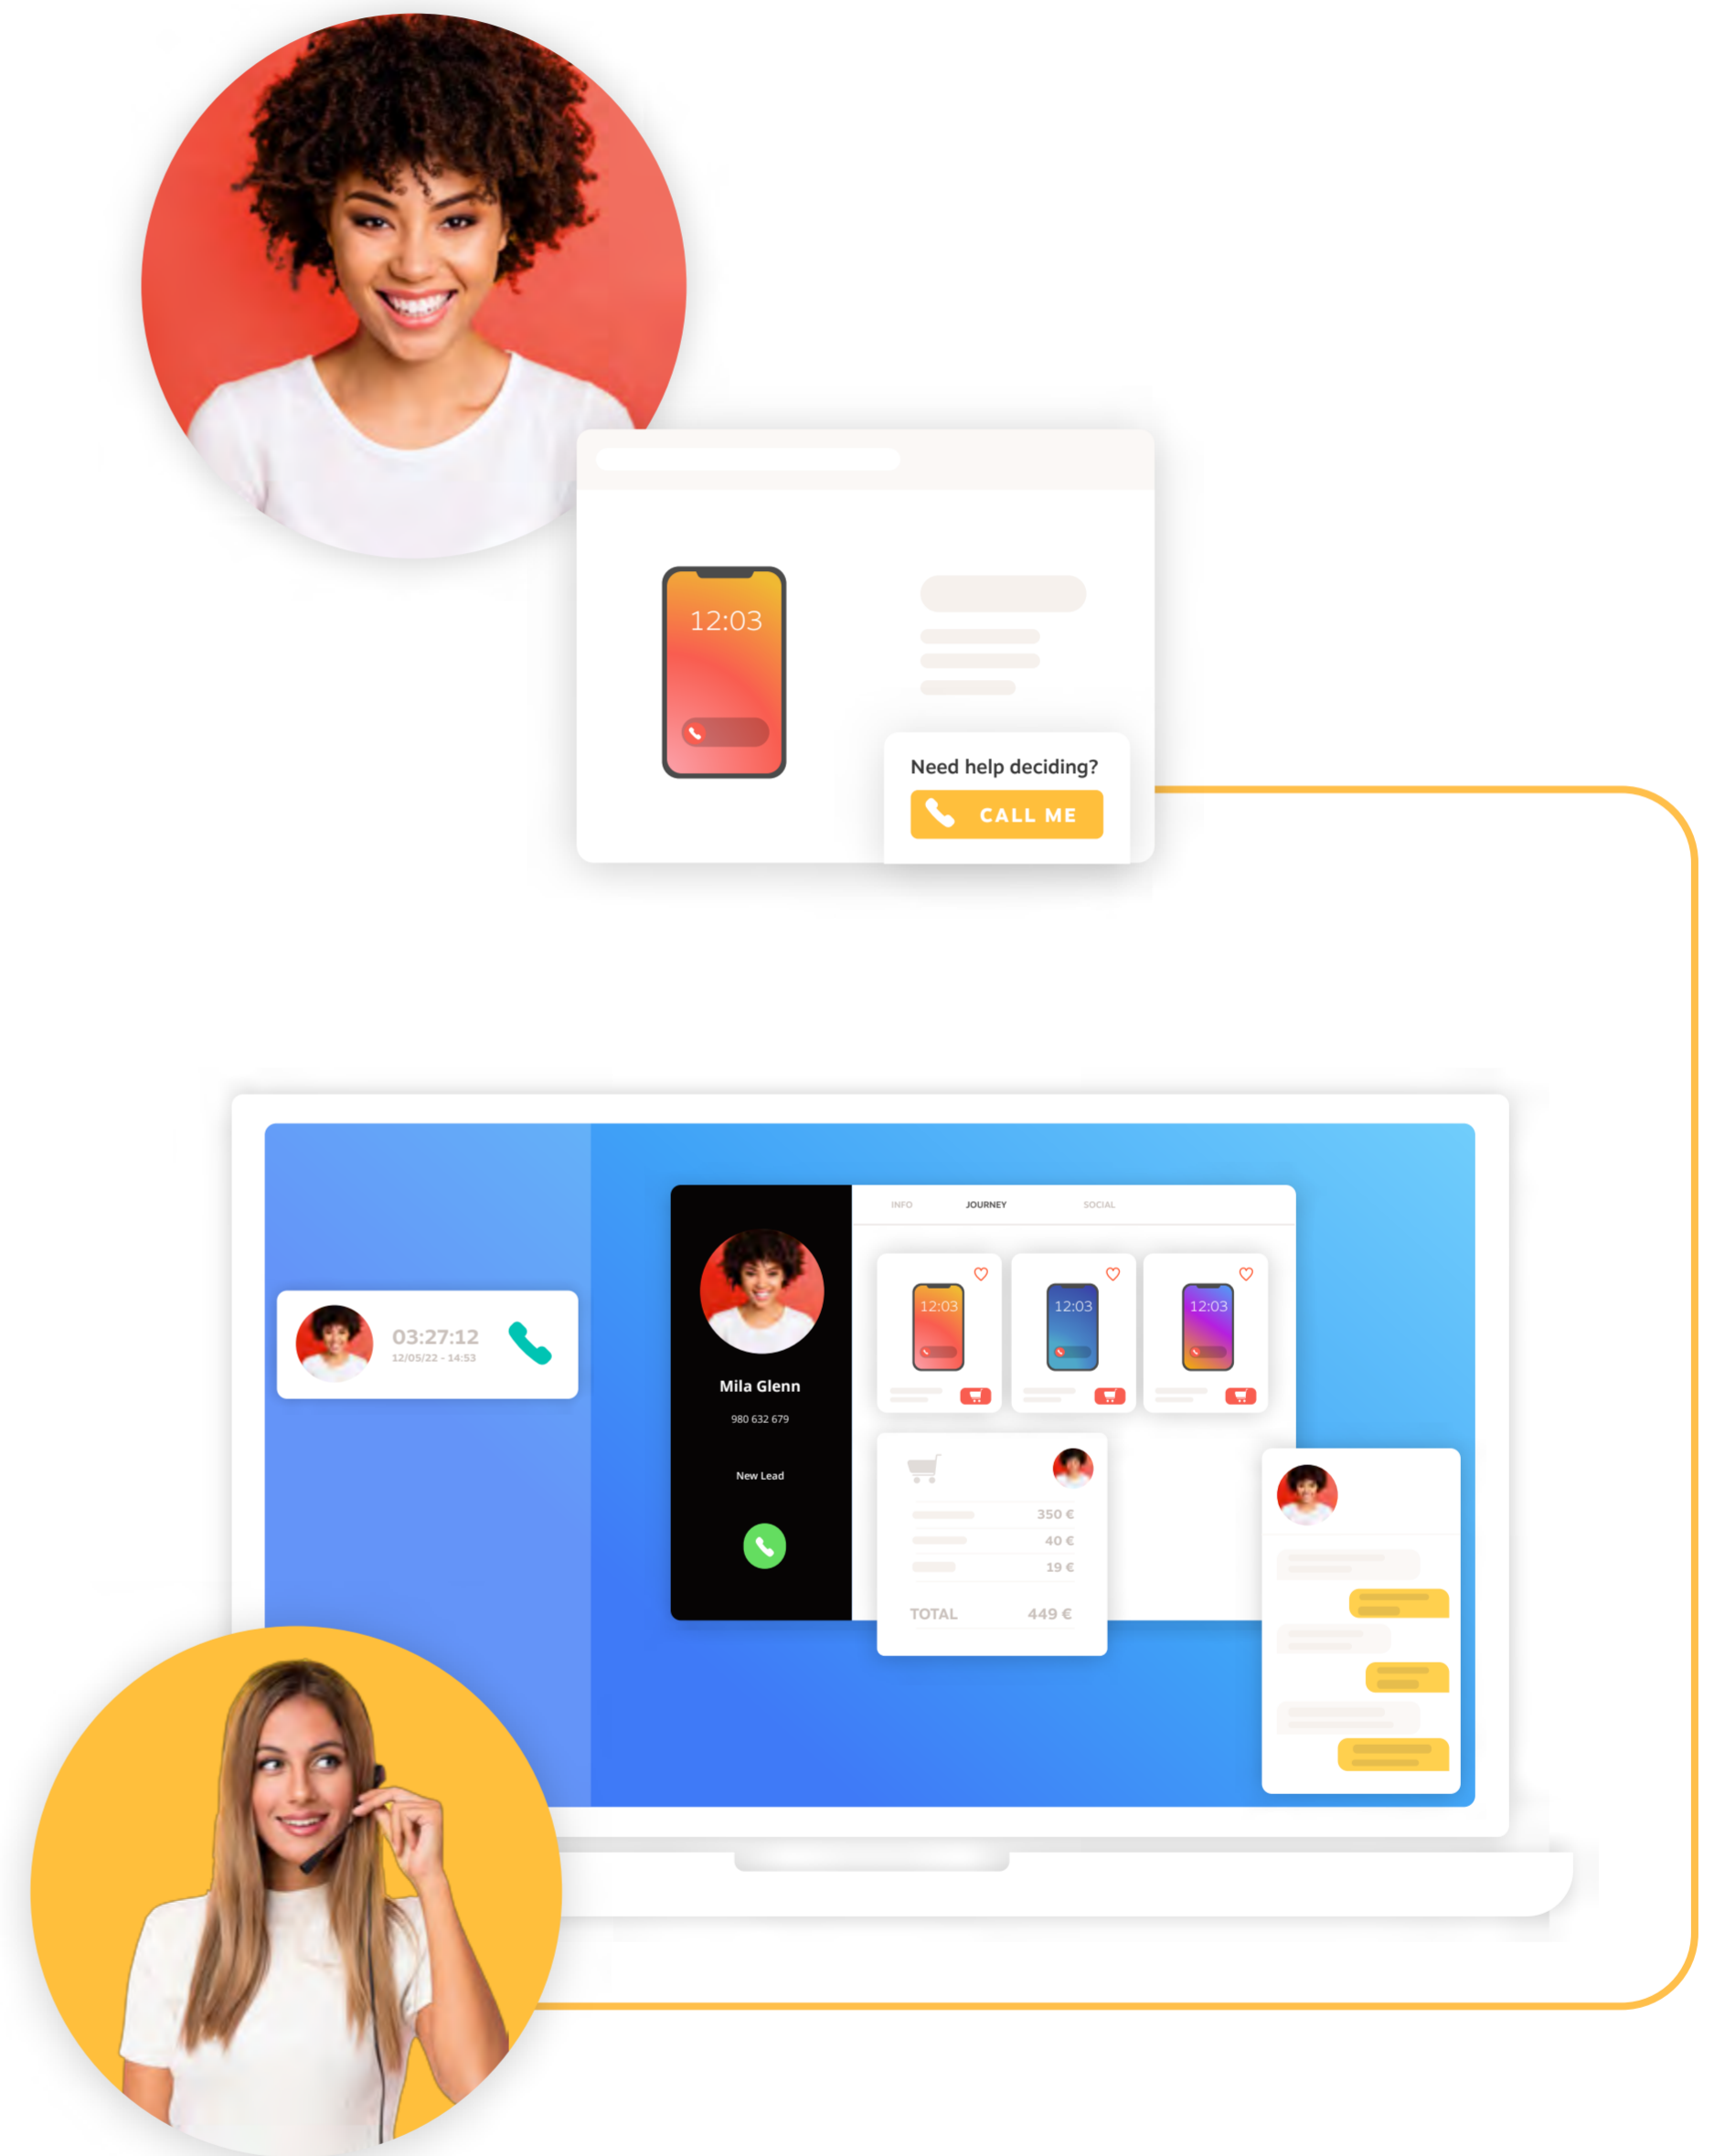 12:03
Need help deciding?
CALL ME
INFO JOURNEY SOCIAL
03:27:12
12/05/22 - 14:53
Mila Glenn
980 632 679
New Lead
12:03
12:03
12:03
350 €
40 €
19 €
TOTAL 449 €